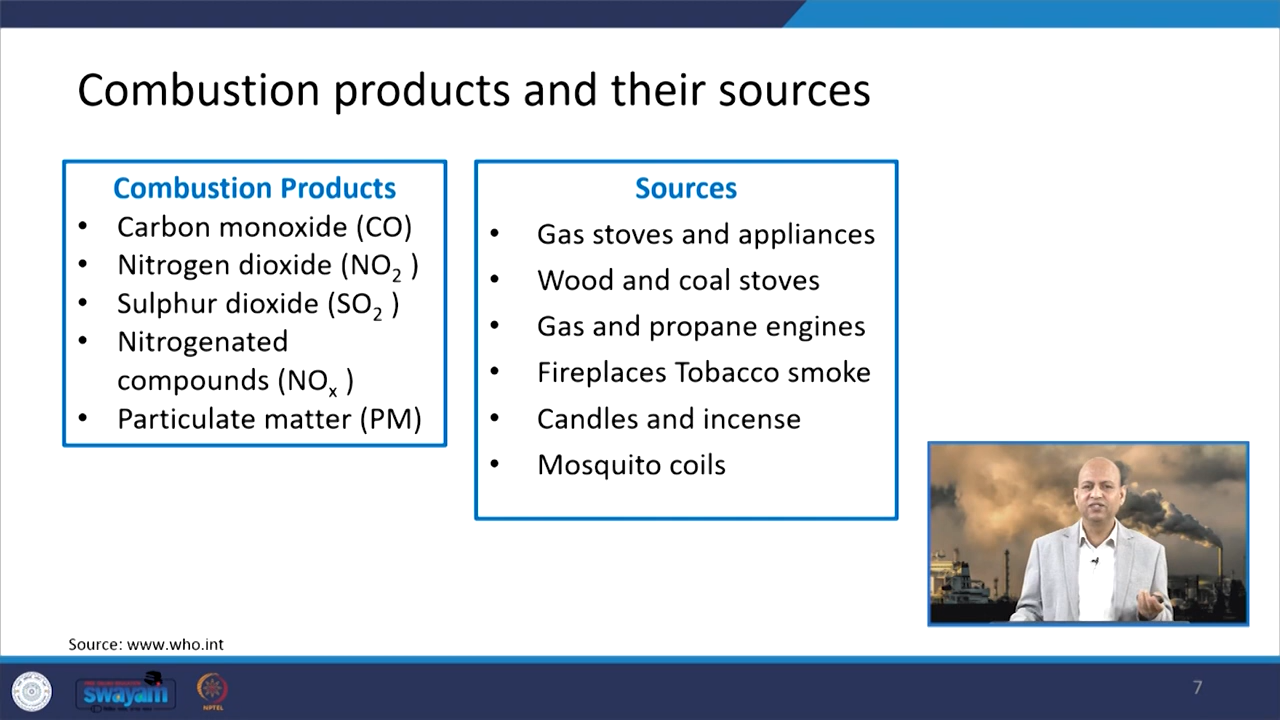 Combustion products and their sources
Combustion Products
• Carbon monoxide (CO)
• Nitrogen dioxide (NO2 )
• Sulphur dioxide (SO2 )
• Nitrogenated
compounds (NOx )
• Particulate matter (PM)
Sources
• Gas stoves and appliances
• Wood and coal stoves
• Gas and propane engines
• Fireplaces Tobacco smoke
• Candles and incense
• Mosquito coils
Source: www.who.int
swayam
NPTEL
7